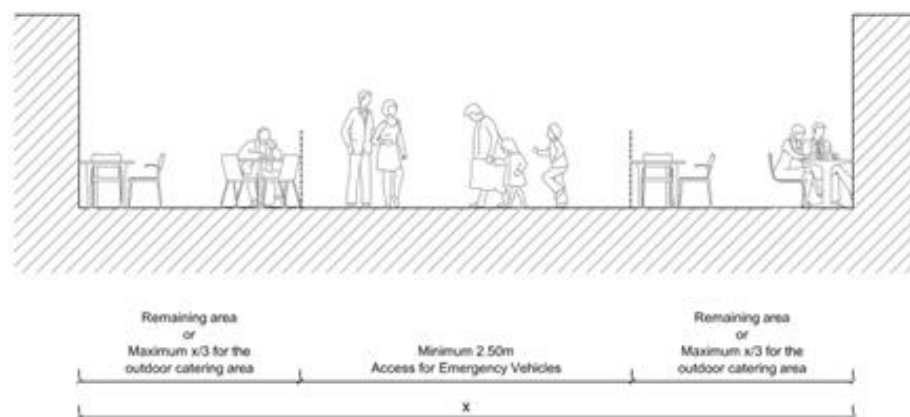 Remaining area
or
Maximum x/3 for the
outdoor catering area
Minimum 2.50m
Access for Emergency Vehicles
Remaining area
or
Maximum x/3 for the
outdoor catering area
x